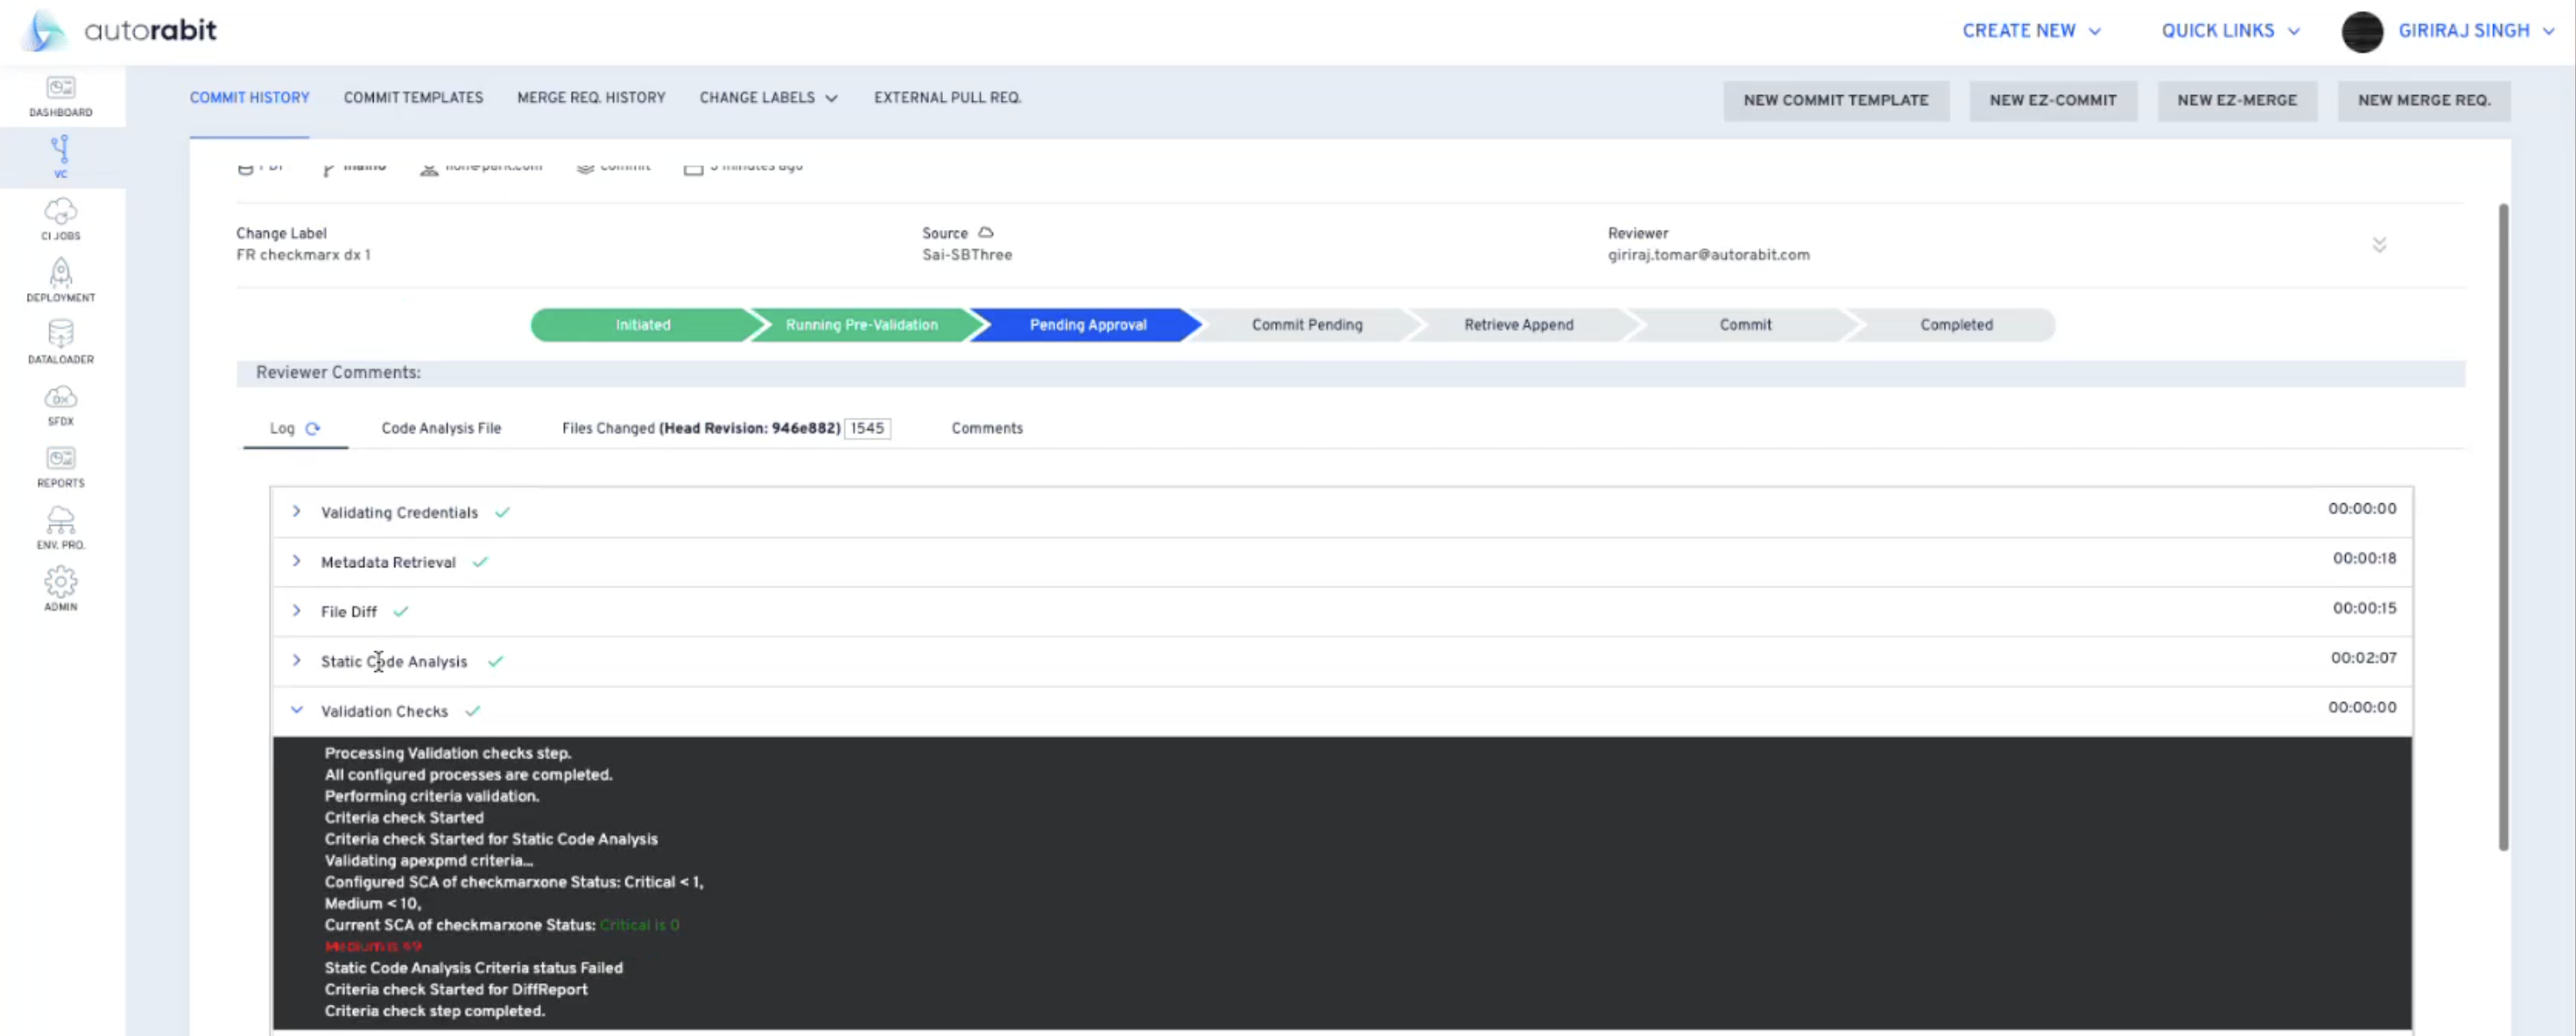 autorabit
CREATE NEW
QUICK LINKS
GIRIRAJ SINGH
DASHBOARD
VC
CI JOBS
DEPLOYMENT
DATALOADER
SFDX
REPORTS
ENV. PRO.
ADMIN
COMMIT HISTORY
COMMIT TEMPLATES
MERGE REQ. HISTORY
CHANGE LABELS
EXTERNAL PULL REQ.
NEW COMMIT TEMPLATE
NEW EZ-COMMIT
NEW EZ-MERGE
NEW MERGE REQ.
commit
minutes ago
Change Label
FR checkmarx dx 1
Source
Sai-SBThree
Reviewer
giriraj.tomar@autorabit.com
Initiated
Running Pre-Validation
Pending Approval
Commit Pending
Retrieve Append
Commit
Completed
Reviewer Comments:
Log
Code Analysis File
Files Changed (Head Revision: 946e882) 1545
Comments
Validating Credentials 00:00:00
Metadata Retrieval 00:00:18
File Diff 00:00:15
Static Code Analysis 00:02:07
Validation Checks 00:00:00
Processing Validation checks step.
All configured processes are completed.
Performing criteria validation.
Criteria check Started
Criteria check Started for Static Code Analysis
Validating apexpmd criteria...
Configured SCA of checkmarxone Status: Critical < 1,
Medium < 10,
Current SCA of checkmarxone Status: Critical is 0
Medium is 49
Static Code Analysis Criteria status Failed
Criteria check Started for DiffReport
Criteria check step completed.